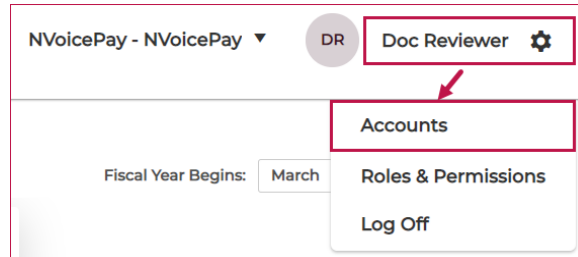 NVoicePay - NVoicePay ▼
DR
Doc Reviewer
Accounts
Fiscal Year Begins: March
Roles & Permissions
Log Off